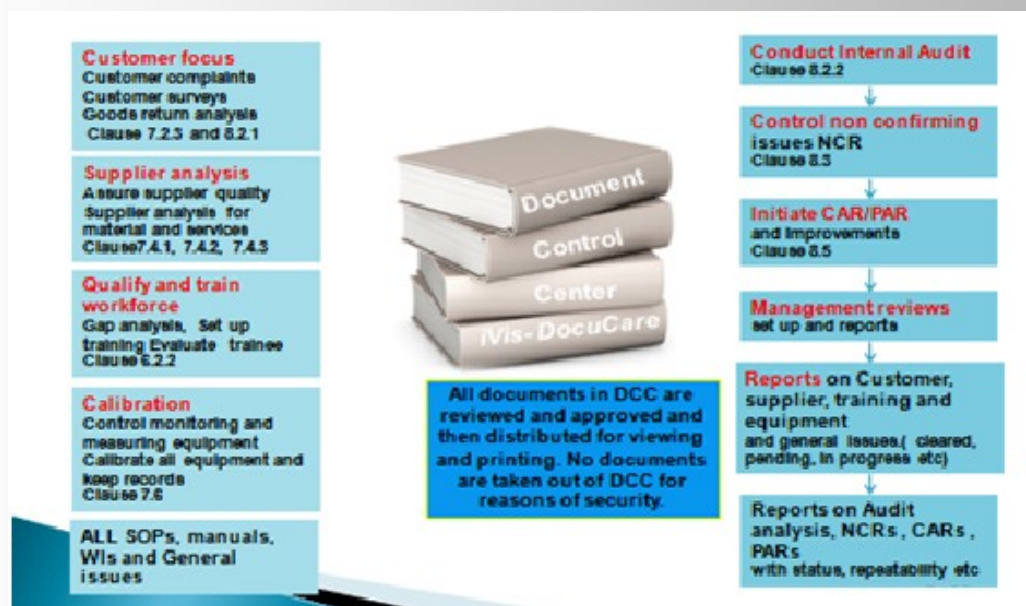 Customer focus
Customer complaints
Customer surveys
Goods return analysis
Clause 7.2.3 and 8.2.1
Supplier analysis
Assure supplier quality
Supplier analysis for
material and services
Clause7.4.1, 7.4.2, 7.4.3
Qualify and train
workforce
Gap analysis, Set up
training Evaluate trainee
Clause 6.2.2
Calibration
Control monitoring and
measuring equipment
Calibrate all equipment and
keep records
Clause 7.6
ALL SOPs, manuals,
WIs and General
issues
Document
Control
Center
iVis-DocuCare
All documents in DCC are
reviewed and approved and
then distributed for viewing
and printing. No documents
are taken out of DCC for
reasons of security.
Conduct Internal Audit
Clause 8.2.2
Control non confirming
issues NCR
Clause 8.3
Initiate CAR/PAR
and Improvements
Clause 8.5
Management reviews
set up and reports
Reports on Customer,
supplier, training and
equipment
and general issues.( cleared,
pending, in progress etc)
Reports on Audit
analysis, NCRs , CARs ,
PARs
with status, repeatability etc